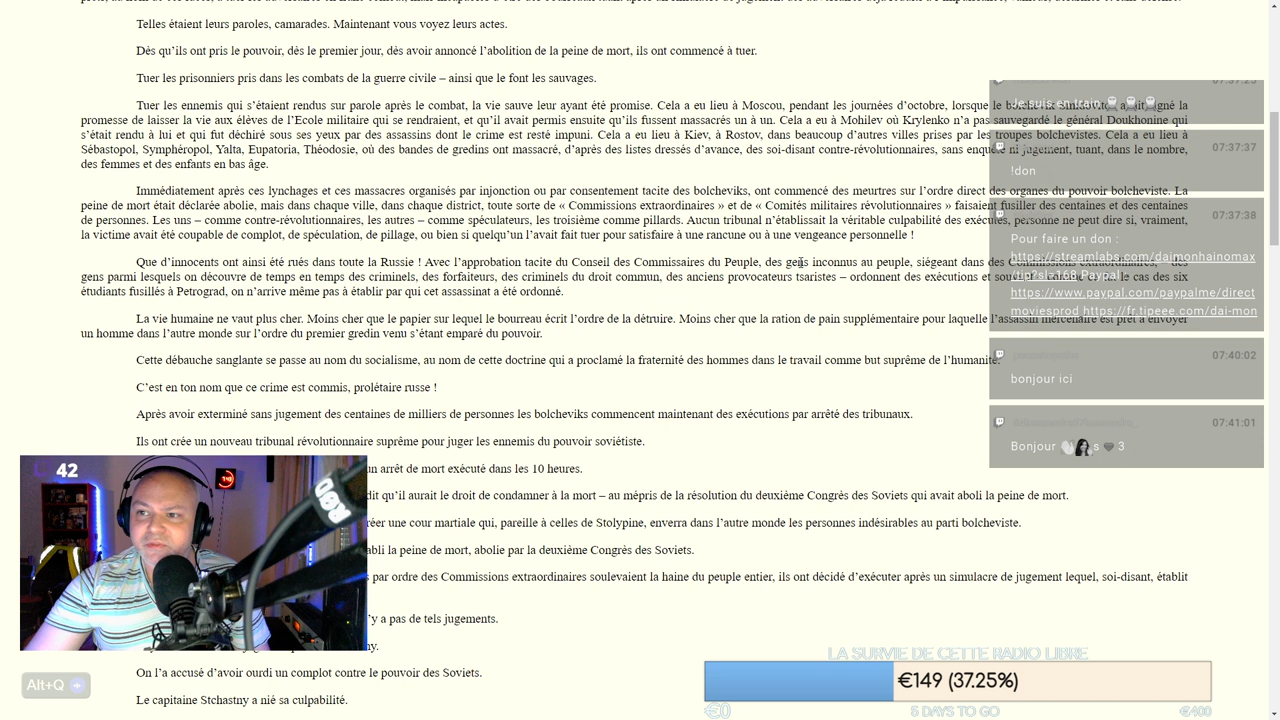 Telles étaient leurs paroles, camarades. Maintenant vous voyez leurs actes.
Dès qu'ils ont pris le pouvoir, dès le premier jour, dès avoir annoncé l'abolition de la peine de mort, ils ont commencé à tuer.
Tuer les prisonniers pris dans les combats de la guerre civile – ainsi que le font les sauvages.
Tuer les ennemis qui s'étaient rendus sur parole après le combat, la vie sauve leur ayant été promise. Cela a eu lieu à Moscou, pendant les journées d'octobre, lorsque le
promesse de laisser la vie aux élèves de l'Ecole militaire qui se rendraient, et qu'il avait permis ensuite qu'ils fussent massacrés un à un. Cela a eu à Mohilev où Krylenko n'a pas sauvegardé le général Doukhonine qui
s'était rendu à lui et qui fut déchiré sous ses yeux par des assassins dont le crime est resté impuni. Cela a eu lieu à Kiev, à Rostov, dans beaucoup d'autres villes prises par les troupes bolchevistes. Cela a eu lieu à
Sébastopol, Symphéropol, Yalta, Eupatoria, Théodosie, où des bandes de gredins ont massacré, d'après des listes dressés d'avance, des soi-disant contre-révolutionnaires, sans enquête ni jugement, tuant, dans le nombre,
des femmes et des enfants en bas âge.
Immédiatement après ces lynchages et ces massacres organisés par injonction ou par consentement tacite des bolcheviks, ont commencé des meurtres sur l'ordre direct des organes du pouvoir bolcheviste. La
peine de mort était déclarée abolie, mais dans chaque ville, dans chaque district, toute sorte de « Commissions extraordinaires » et de « Comités militaires révolutionnaires » faisaient fusiller des centaines et des centaines
de personnes. Les uns – comme contre-révolutionnaires, les autres – comme spéculateurs, les troisième comme pillards. Aucun tribunal n'établissait la véritable culpabilité des exécutés, personne ne peut dire si, vraiment,
la victime avait été coupable de complot, de spéculation, de pillage, ou bien si quelqu'un l'avait fait tuer pour satisfaire à une rancune ou à une vengeance personnelle !
Que d'innocents ont ainsi été rués dans toute la Russie ! Avec l'approbation tacite du Conseil des Commissaires du Peuple, des gens inconnus au peuple, siégeant dans des Commissions extraordinaires, – des
gens parmi lesquels on découvre de temps en temps des criminels, des forfaiteurs, des criminels du droit commun, des anciens provocateurs tsaristes – ordonnent des exécutions et le cas des six
étudiants fusillés à Petrograd, on n'arrive même pas à établir par qui cet assassinat a été ordonné.
La vie humaine ne vaut plus cher. Moins cher que le papier sur lequel le bourreau écrit l'ordre de la détruire. Moins cher que la ration de pain supplémentaire pour laquelle l'assassin mercenaire est prêt à envoyer
un homme dans l'autre monde sur l'ordre du premier gredin venu s'étant emparé du pouvoir.
Cette débauche sanglante se passe au nom du socialisme, au nom de cette doctrine qui a proclamé la fraternité des hommes dans le travail comme but suprême de l'humanité.
C'est en ton nom que ce crime est commis, prolétaire russe !
Après avoir exterminé sans jugement des centaines de milliers de personnes les bolcheviks commencent maintenant des exécutions par arrêté des tribunaux.
Ils ont crée un nouveau tribunal révolutionnaire suprême pour juger les ennemis du pouvoir soviétiste.
un arrêt de mort exécuté dans les 10 heures.
dit qu'il aurait le droit de condamner à la mort – au mépris de la résolution du deuxième Congrès des Soviets qui avait aboli la peine de mort.
réer une cour martiale qui, pareille à celles de Stolypine, enverra dans l'autre monde les personnes indésirables au parti bolcheviste.
abli la peine de mort, abolie par la deuxième Congrès des Soviets.
s par ordre des Commissions extraordinaires soulevaient la haine du peuple entier, ils ont décidé d'exécuter après un simulacre de jugement lequel, soi-disant, établit
'y a pas de tels jugements.
ny.
On l'a accusé d'avoir ourdi un complot contre le pouvoir des Soviets.
Le capitaine Stchastny a nié sa culpabilité.
07:37:25
Je suis en train
07:37:37
!don
07:37:38
Pour faire un don :
https://streamlabs.com/daimonhainomax
/tip?sl=168 Paypal
https://www.paypal.com/paypalme/direct
moviesprod https://fr.tipeee.com/dai-mon
07:40:02
bonjour ici
07:41:01
Bonjour s 3
42
Alt+Q
LA SURVIE DE CETTE RADIO LIBRE
€149 (37.25%)
€0
5 DAYS TO GO
€400